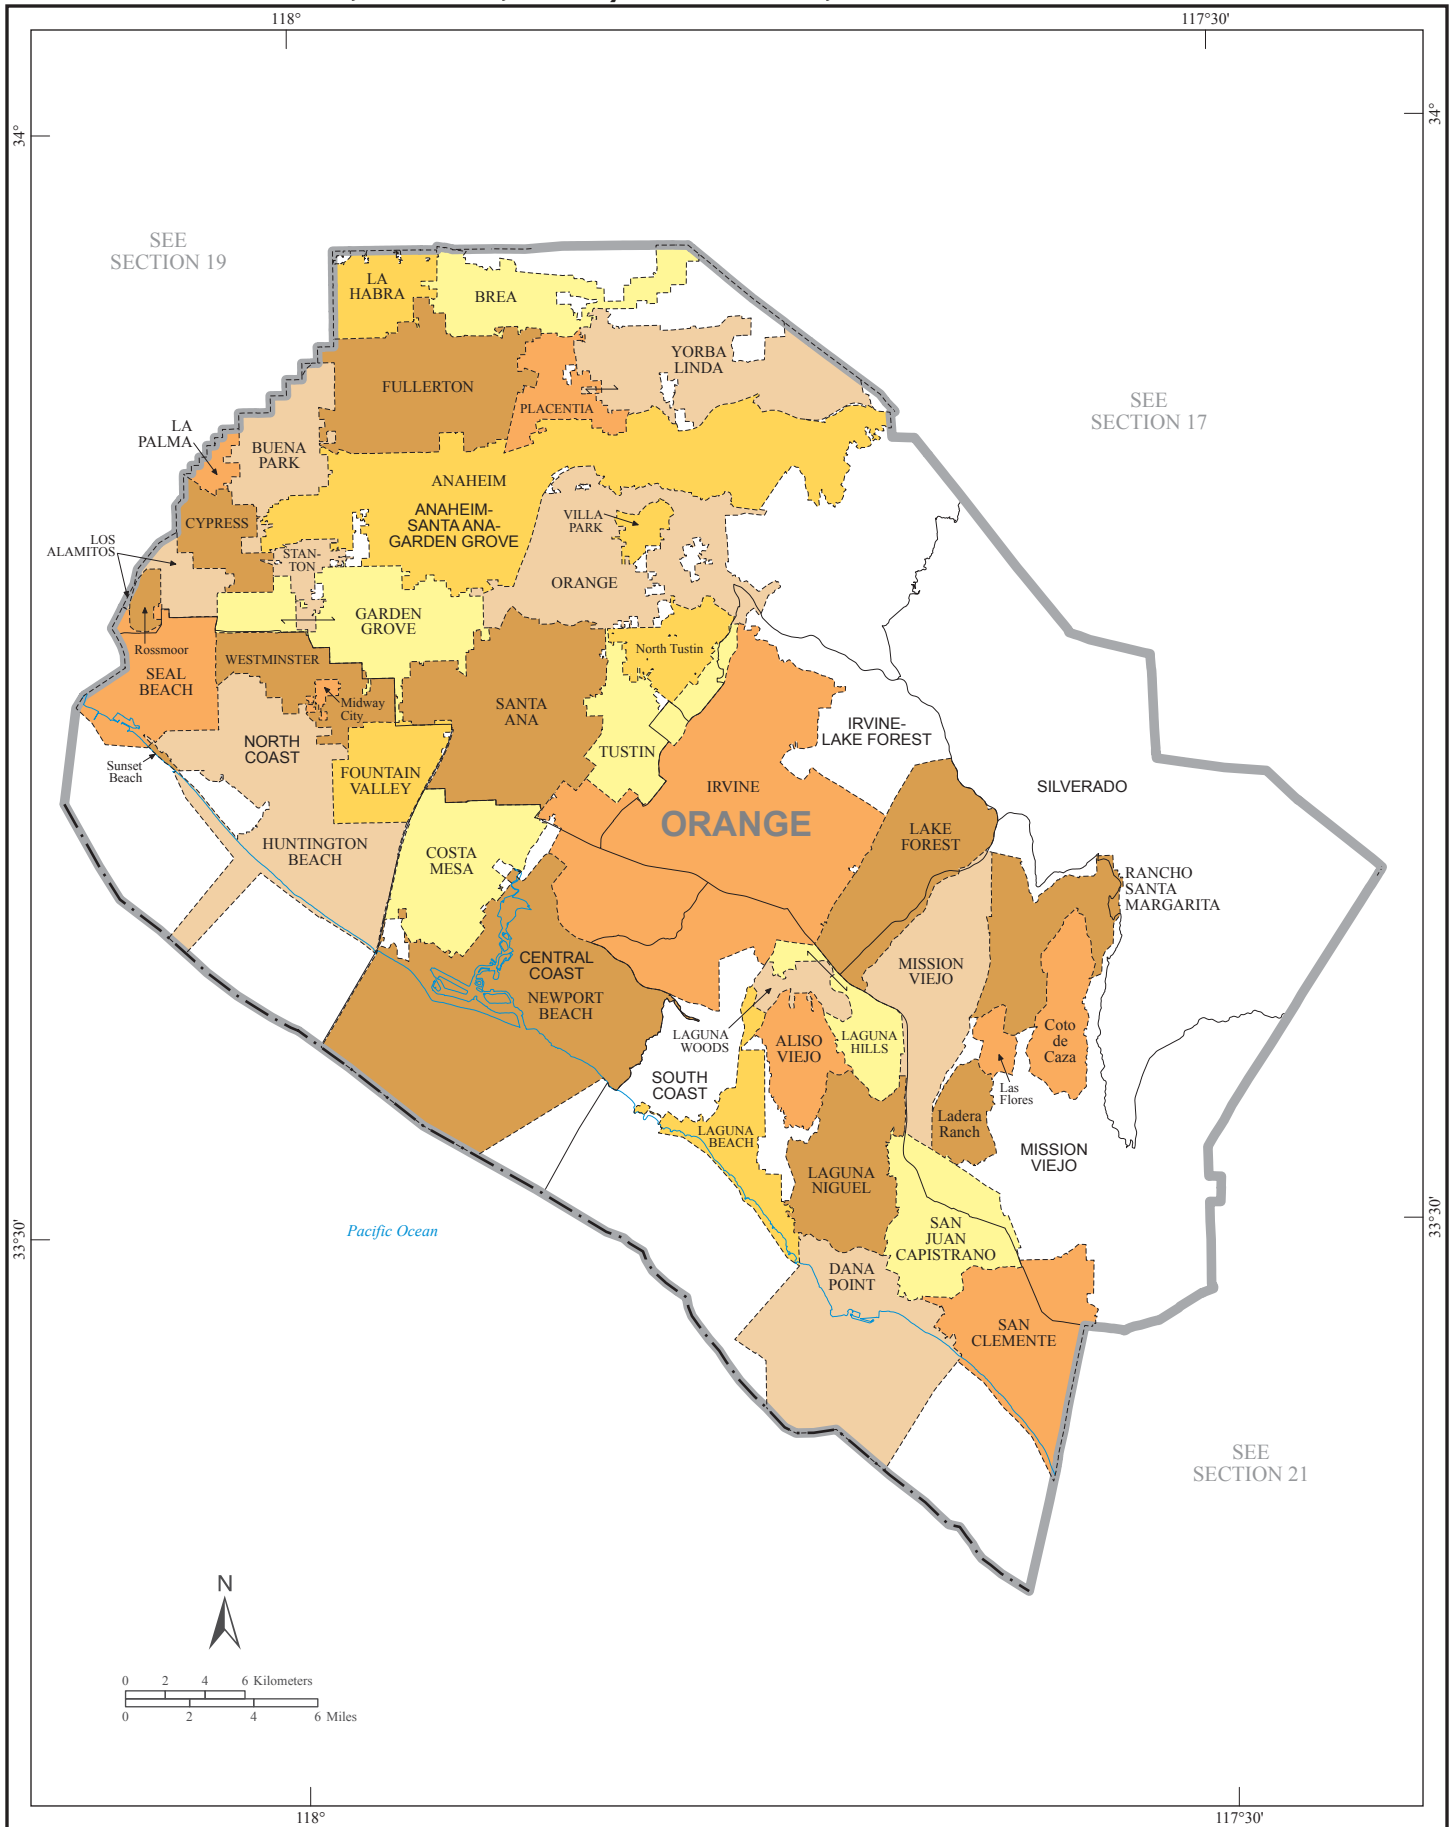 118°
117°30'
34°
34°
SEE
SECTION 19
LA
HABRA
BREA
YORBA
LINDA
FULLERTON
PLACENTIA
SEE
SECTION 17
LA
PALMA
BUENA
PARK
ANAHEIM
ANAHEIM-
SANTA ANA-
GARDEN GROVE
VILLA
PARK
CYPRESS
LOS
ALAMITOS
STAN-
TON
ORANGE
GARDEN
GROVE
Rossmoor
WESTMINSTER
North Tustin
SEAL
BEACH
Midway
City
SANTA
ANA
IRVINE-
LAKE FOREST
NORTH
COAST
TUSTIN
Sunset
Beach
FOUNTAIN
VALLEY
IRVINE
SILVERADO
ORANGE
HUNTINGTON
BEACH
COSTA
MESA
LAKE
FOREST
RANCHO
SANTA
MARGARITA
CENTRAL
COAST
MISSION
VIEJO
NEWPORT
BEACH
LAGUNA
WOODS
ALISO
VIEJO
LAGUNA
HILLS
Coto
de
Caza
SOUTH
COAST
Las
Flores
LAGUNA
BEACH
Ladera
Ranch
MISSION
VIEJO
LAGUNA
NIGUEL
Pacific Ocean
SAN
JUAN
CAPISTRANO
33°30'
33°30'
DANA
POINT
SAN
CLEMENTE
SEE
SECTION 21
N
0 2 4 6 Kilometers
0 2 4 6 Miles
118°
117°30'